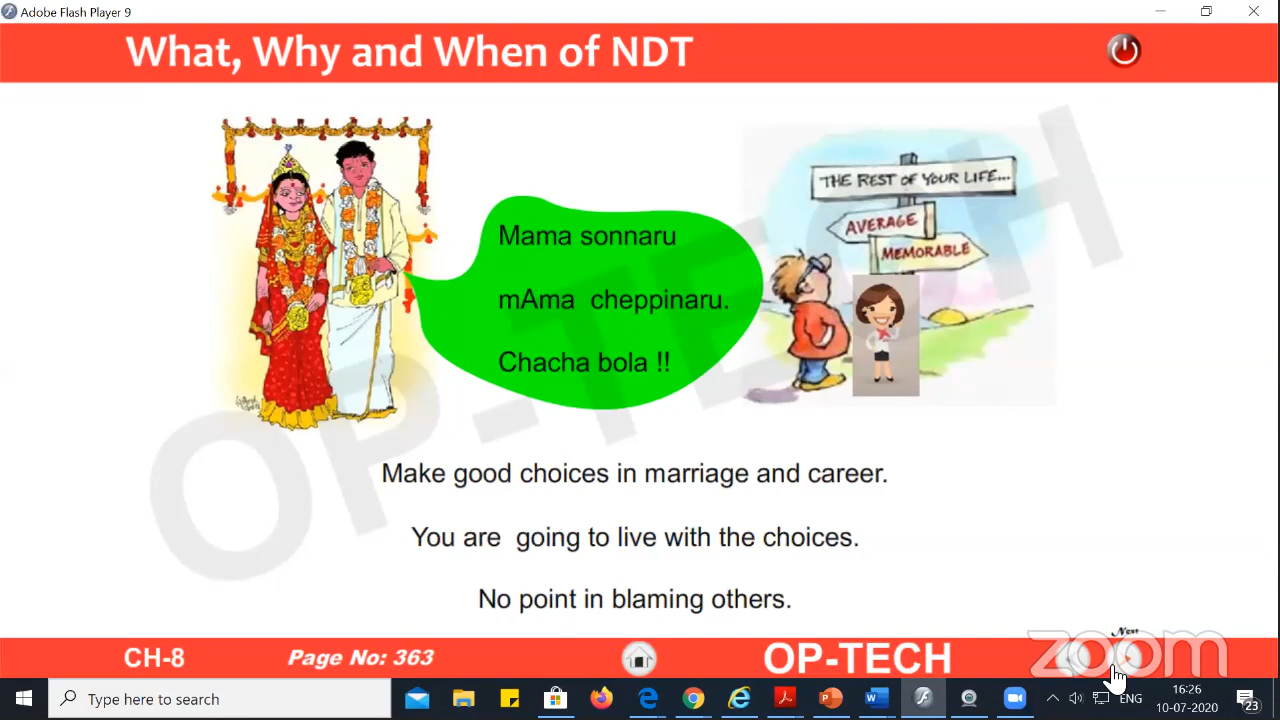 Adobe Flash Player 9
What, Why and When of NDT
THE REST OF YOUR LIFE...
AVERAGE
MEMORABLE
Mama sonnaru
mAma cheppinaru.
Chacha bola !!
OP-TECH
Make good choices in marriage and career.
You are going to live with the choices.
No point in blaming others.
Next
CH-8
Page No: 363
OP-TECH
zoom
Type here to search
ENG
16:26
10-07-2020
23